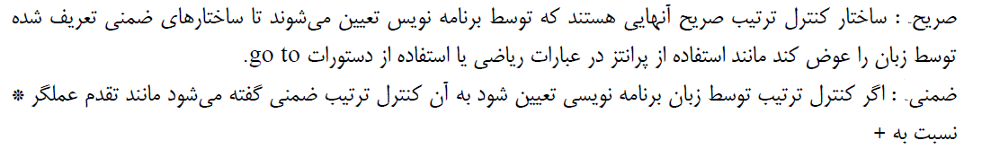 صریح : ساختار کنترل ترتیب صریح آنهایی هستند که توسط برنامه نویس تعیین می‌شوند تا ساختارهای ضمنی تعریف شده
توسط زبان را عوض کند مانند استفاده از پرانتز در عبارات ریاضی یا استفاده از دستورات go to.
ضمنی : اگر کنترل ترتیب توسط زبان برنامه نویسی تعیین شود به آن کنترل ترتیب ضمنی گفته می‌شود مانند تقدم عملگر *
نسبت به +